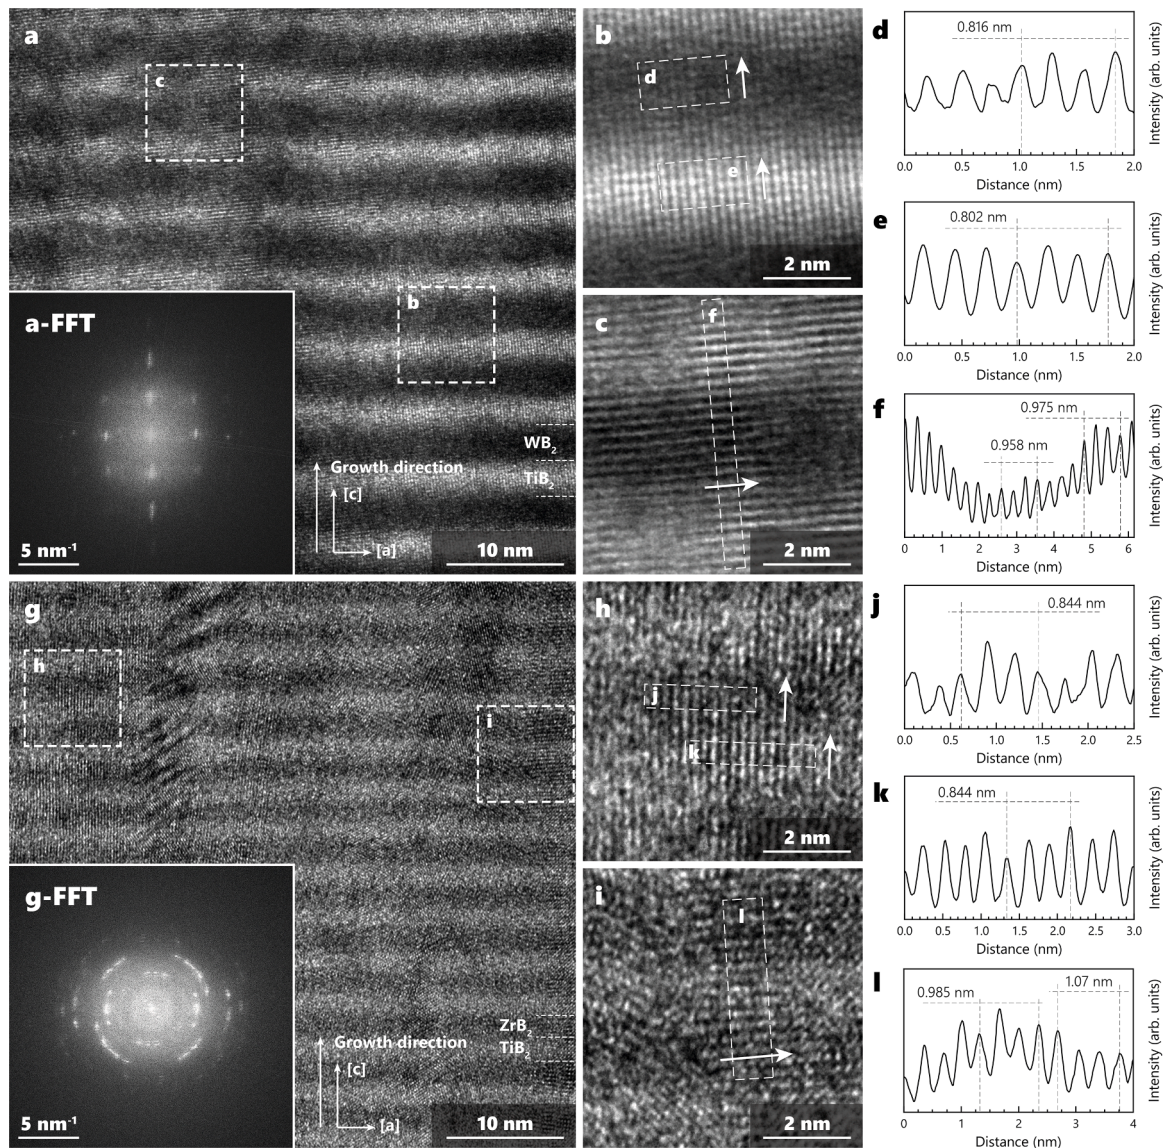 a
c
b
WB2
TiB2
Growth direction
[c]
[a]
10 nm
a-FFT
5 nm-1
b
d
e
2 nm
c
f
2 nm
d
0.816 nm
Intensity (arb. units)
0.0 0.5 1.0 1.5 2.0
Distance (nm)
e
0.802 nm
Intensity (arb. units)
0.0 0.5 1.0 1.5 2.0
Distance (nm)
f
0.975 nm
0.958 nm
Intensity (arb. units)
0 1 2 3 4 5 6
Distance (nm)
g
h
i
ZrB2
TiB2
Growth direction
[c]
[a]
10 nm
g-FFT
5 nm-1
h
j
k
2 nm
i
l
2 nm
j
0.844 nm
Intensity (arb. units)
0.0 0.5 1.0 1.5 2.0 2.5
Distance (nm)
k
0.844 nm
Intensity (arb. units)
0.0 0.5 1.0 1.5 2.0 2.5 3.0
Distance (nm)
l
1.07 nm
0.985 nm
Intensity (arb. units)
0 1 2 3 4
Distance (nm)